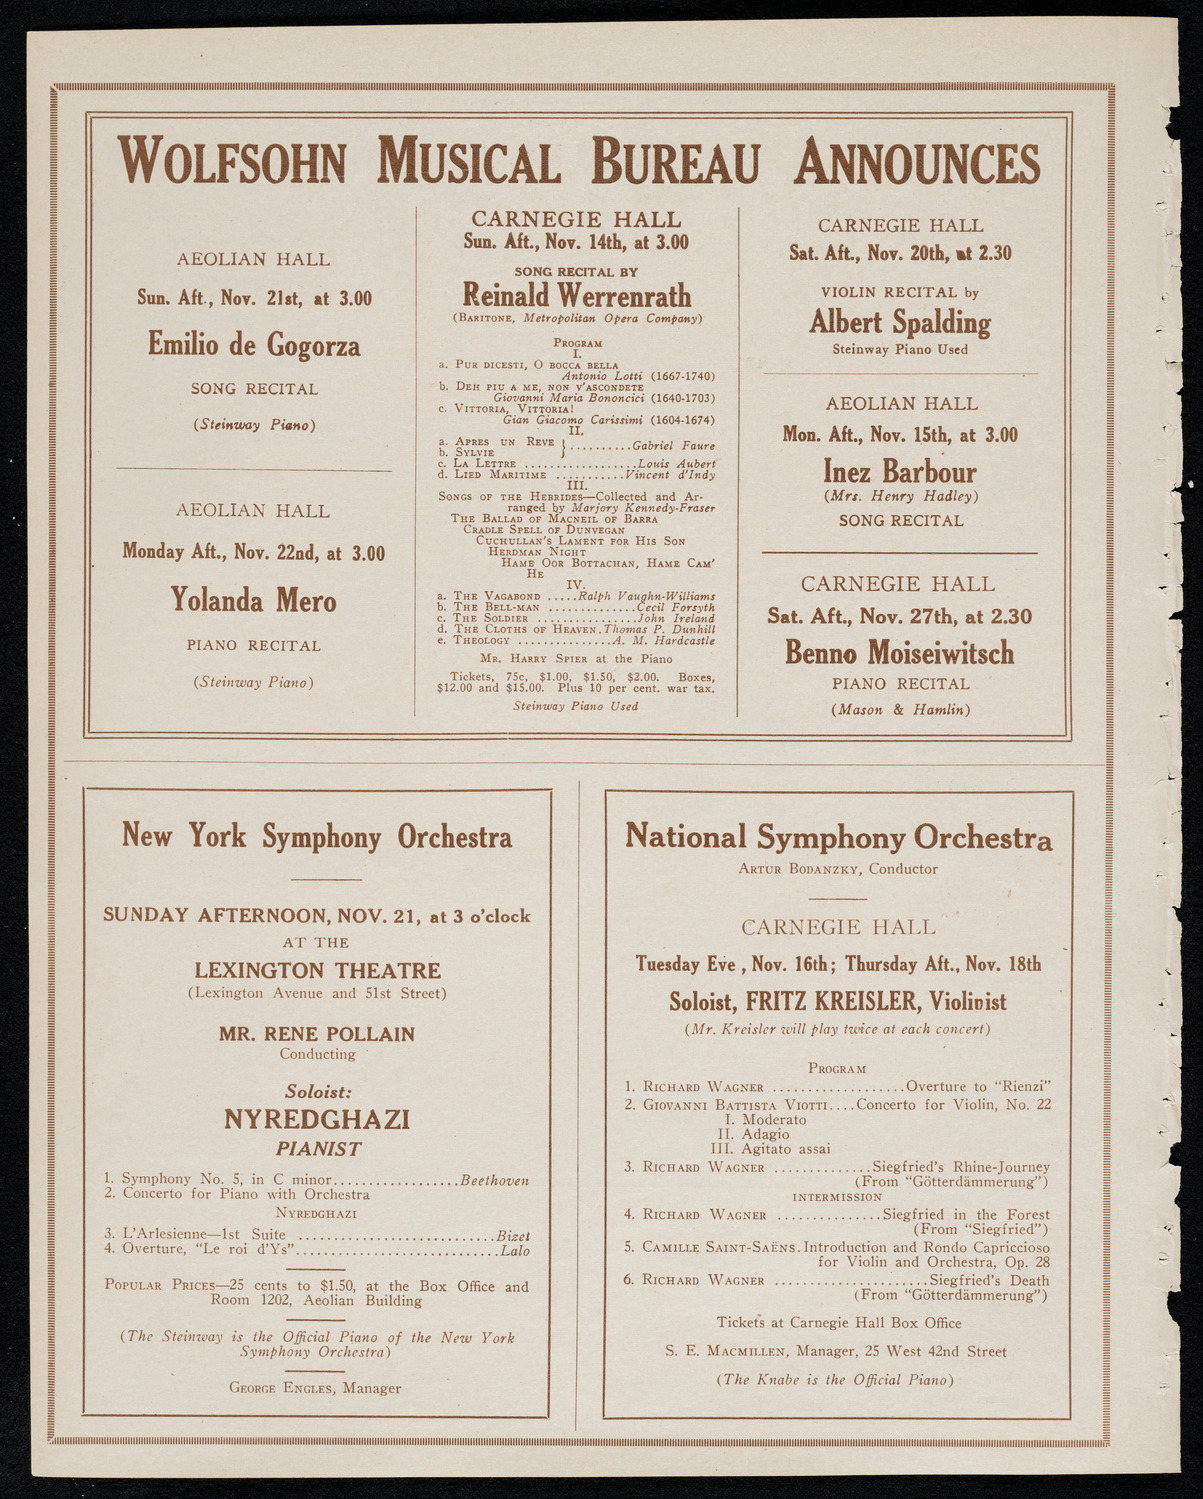 WOLFSOHN MUSICAL BUREAU ANNOUNCES
AEOLIAN HALL
Sun. Aft., Nov. 21st, at 3.00
Emilio de Gogorza
SONG RECITAL
(Steinway Piano)
AEOLIAN HALL
Monday Aft., Nov. 22nd, at 3.00
Yolanda Mero
PIANO RECITAL
(Steinway Piano)
CARNEGIE HALL
Sun. Aft., Nov. 14th, at 3.00
SONG RECITAL BY
Reinald Werrenrath
(BARITONE, Metropolitan Opera Company)
PROGRAM
I.
a. PUR DICESTI, O BOCCA BELLA
Antonio Lotti (1667-1740)
b. DEH PIU A ME, NON V'ASCONDETE
Giovanni Maria Bononcici (1640-1703)
c. VITTORIA, VITTORIA!
Gian Giacomo Carissimi (1604-1674)
II.
a. APRES UN REVE } ..........Gabriel Faure
b. SYLVIE
c. LA LETTRE .................Louis Aubert
d. LIED MARITIME ...........Vincent d'Indy
III.
SONGS OF THE HEBRIDES—Collected and Ar-
ranged by Marjory Kennedy-Fraser
THE BALLAD OF MACNEIL OF BARRA
CRADLE SPELL OF DUNVEGAN
CUCHULLAN'S LAMENT FOR HIS SON
HERDMAN NIGHT
HAME OOR BOTTACHAN, HAME CAM'
HE
IV.
a. THE VAGABOND .....Ralph Vaughn-Williams
b. THE BELL-MAN ..............Cecil Forsyth
c. THE SOLDIER ................John Ireland
d. THE CLOTHS OF HEAVEN.Thomas P. Dunhill
e. THEOLOGY ...............A. M. Hardcastle
MR. HARRY SPIER at the Piano
Tickets, 75c, $1.00, $1.50, $2.00. Boxes,
$12.00 and $15.00. Plus 10 per cent. war tax.
Steinway Piano Used
CARNEGIE HALL
Sat. Aft., Nov. 20th, at 2.30
VIOLIN RECITAL by
Albert Spalding
Steinway Piano Used
AEOLIAN HALL
Mon. Aft., Nov. 15th, at 3.00
Inez Barbour
(Mrs. Henry Hadley)
SONG RECITAL
CARNEGIE HALL
Sat. Aft., Nov. 27th, at 2.30
Benno Moiseiwitsch
PIANO RECITAL
(Mason & Hamlin)
New York Symphony Orchestra
SUNDAY AFTERNOON, NOV. 21, at 3 o'clock
AT THE
LEXINGTON THEATRE
(Lexington Avenue and 51st Street)
MR. RENE POLLAIN
Conducting
Soloist:
NYREDGHAZI
PIANIST
1. Symphony No. 5, in C minor.................Beethoven
2. Concerto for Piano with Orchestra
NYREDGHAZI
3. L'Arlesienne—1st Suite ...........................Bizet
4. Overture, "Le roi d'Ys"............................Lalo
POPULAR PRICES—25 cents to $1.50, at the Box Office and
Room 1202, Aeolian Building
(The Steinway is the Official Piano of the New York
Symphony Orchestra)
GEORGE ENGLES, Manager
National Symphony Orchestra
ARTUR BODANZKY, Conductor
CARNEGIE HALL
Tuesday Eve , Nov. 16th; Thursday Aft., Nov. 18th
Soloist, FRITZ KREISLER, Violinist
(Mr. Kreisler will play twice at each concert)
PROGRAM
1. RICHARD WAGNER ...................Overture to "Rienzi"
2. GIOVANNI BATTISTA VIOTTI....Concerto for Violin, No. 22
I. Moderato
II. Adagio
III. Agitato assai
3. RICHARD WAGNER ..............Siegfried's Rhine-Journey
(From "Götterdämmerung")
INTERMISSION
4. RICHARD WAGNER ...............Siegfried in the Forest
(From "Siegfried")
5. CAMILLE SAINT-SAËNS.Introduction and Rondo Capriccioso
for Violin and Orchestra, Op. 28
6. RICHARD WAGNER ......................Siegfried's Death
(From "Götterdämmerung")
Tickets at Carnegie Hall Box Office
S. E. MACMILLEN, Manager, 25 West 42nd Street
(The Knabe is the Official Piano)